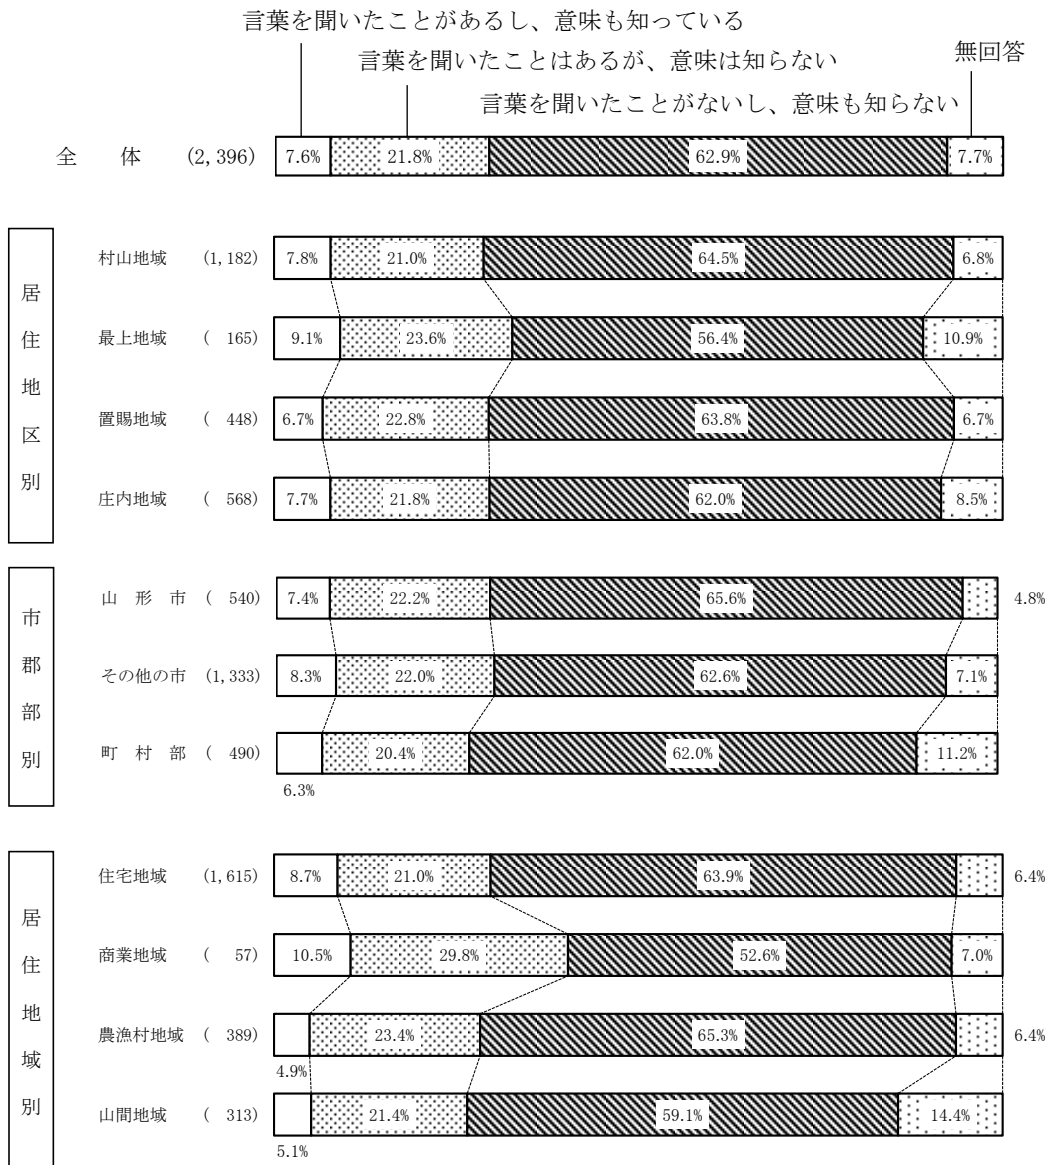 言葉を聞いたことがあるし、意味も知っている
言葉を聞いたことはあるが、意味は知らない
無回答
言葉を聞いたことがないし、意味も知らない
全 体 (2,396) 7.6% 21.8% 62.9% 7.7%
居住地区別
村山地域 (1,182) 7.8% 21.0% 64.5% 6.8%
最上地域 ( 165) 9.1% 23.6% 56.4% 10.9%
置賜地域 ( 448) 6.7% 22.8% 63.8% 6.7%
庄内地域 ( 568) 7.7% 21.8% 62.0% 8.5%
市郡部別
山 形 市 ( 540) 7.4% 22.2% 65.6% 4.8%
その他の市 (1,333) 8.3% 22.0% 62.6% 7.1%
町 村 部 ( 490) 20.4% 62.0% 11.2%
6.3%
居住地域別
住宅地域 (1,615) 8.7% 21.0% 63.9% 6.4%
商業地域 ( 57) 10.5% 29.8% 52.6% 7.0%
農漁村地域 ( 389) 23.4% 65.3% 6.4%
4.9%
山間地域 ( 313) 21.4% 59.1% 14.4%
5.1%